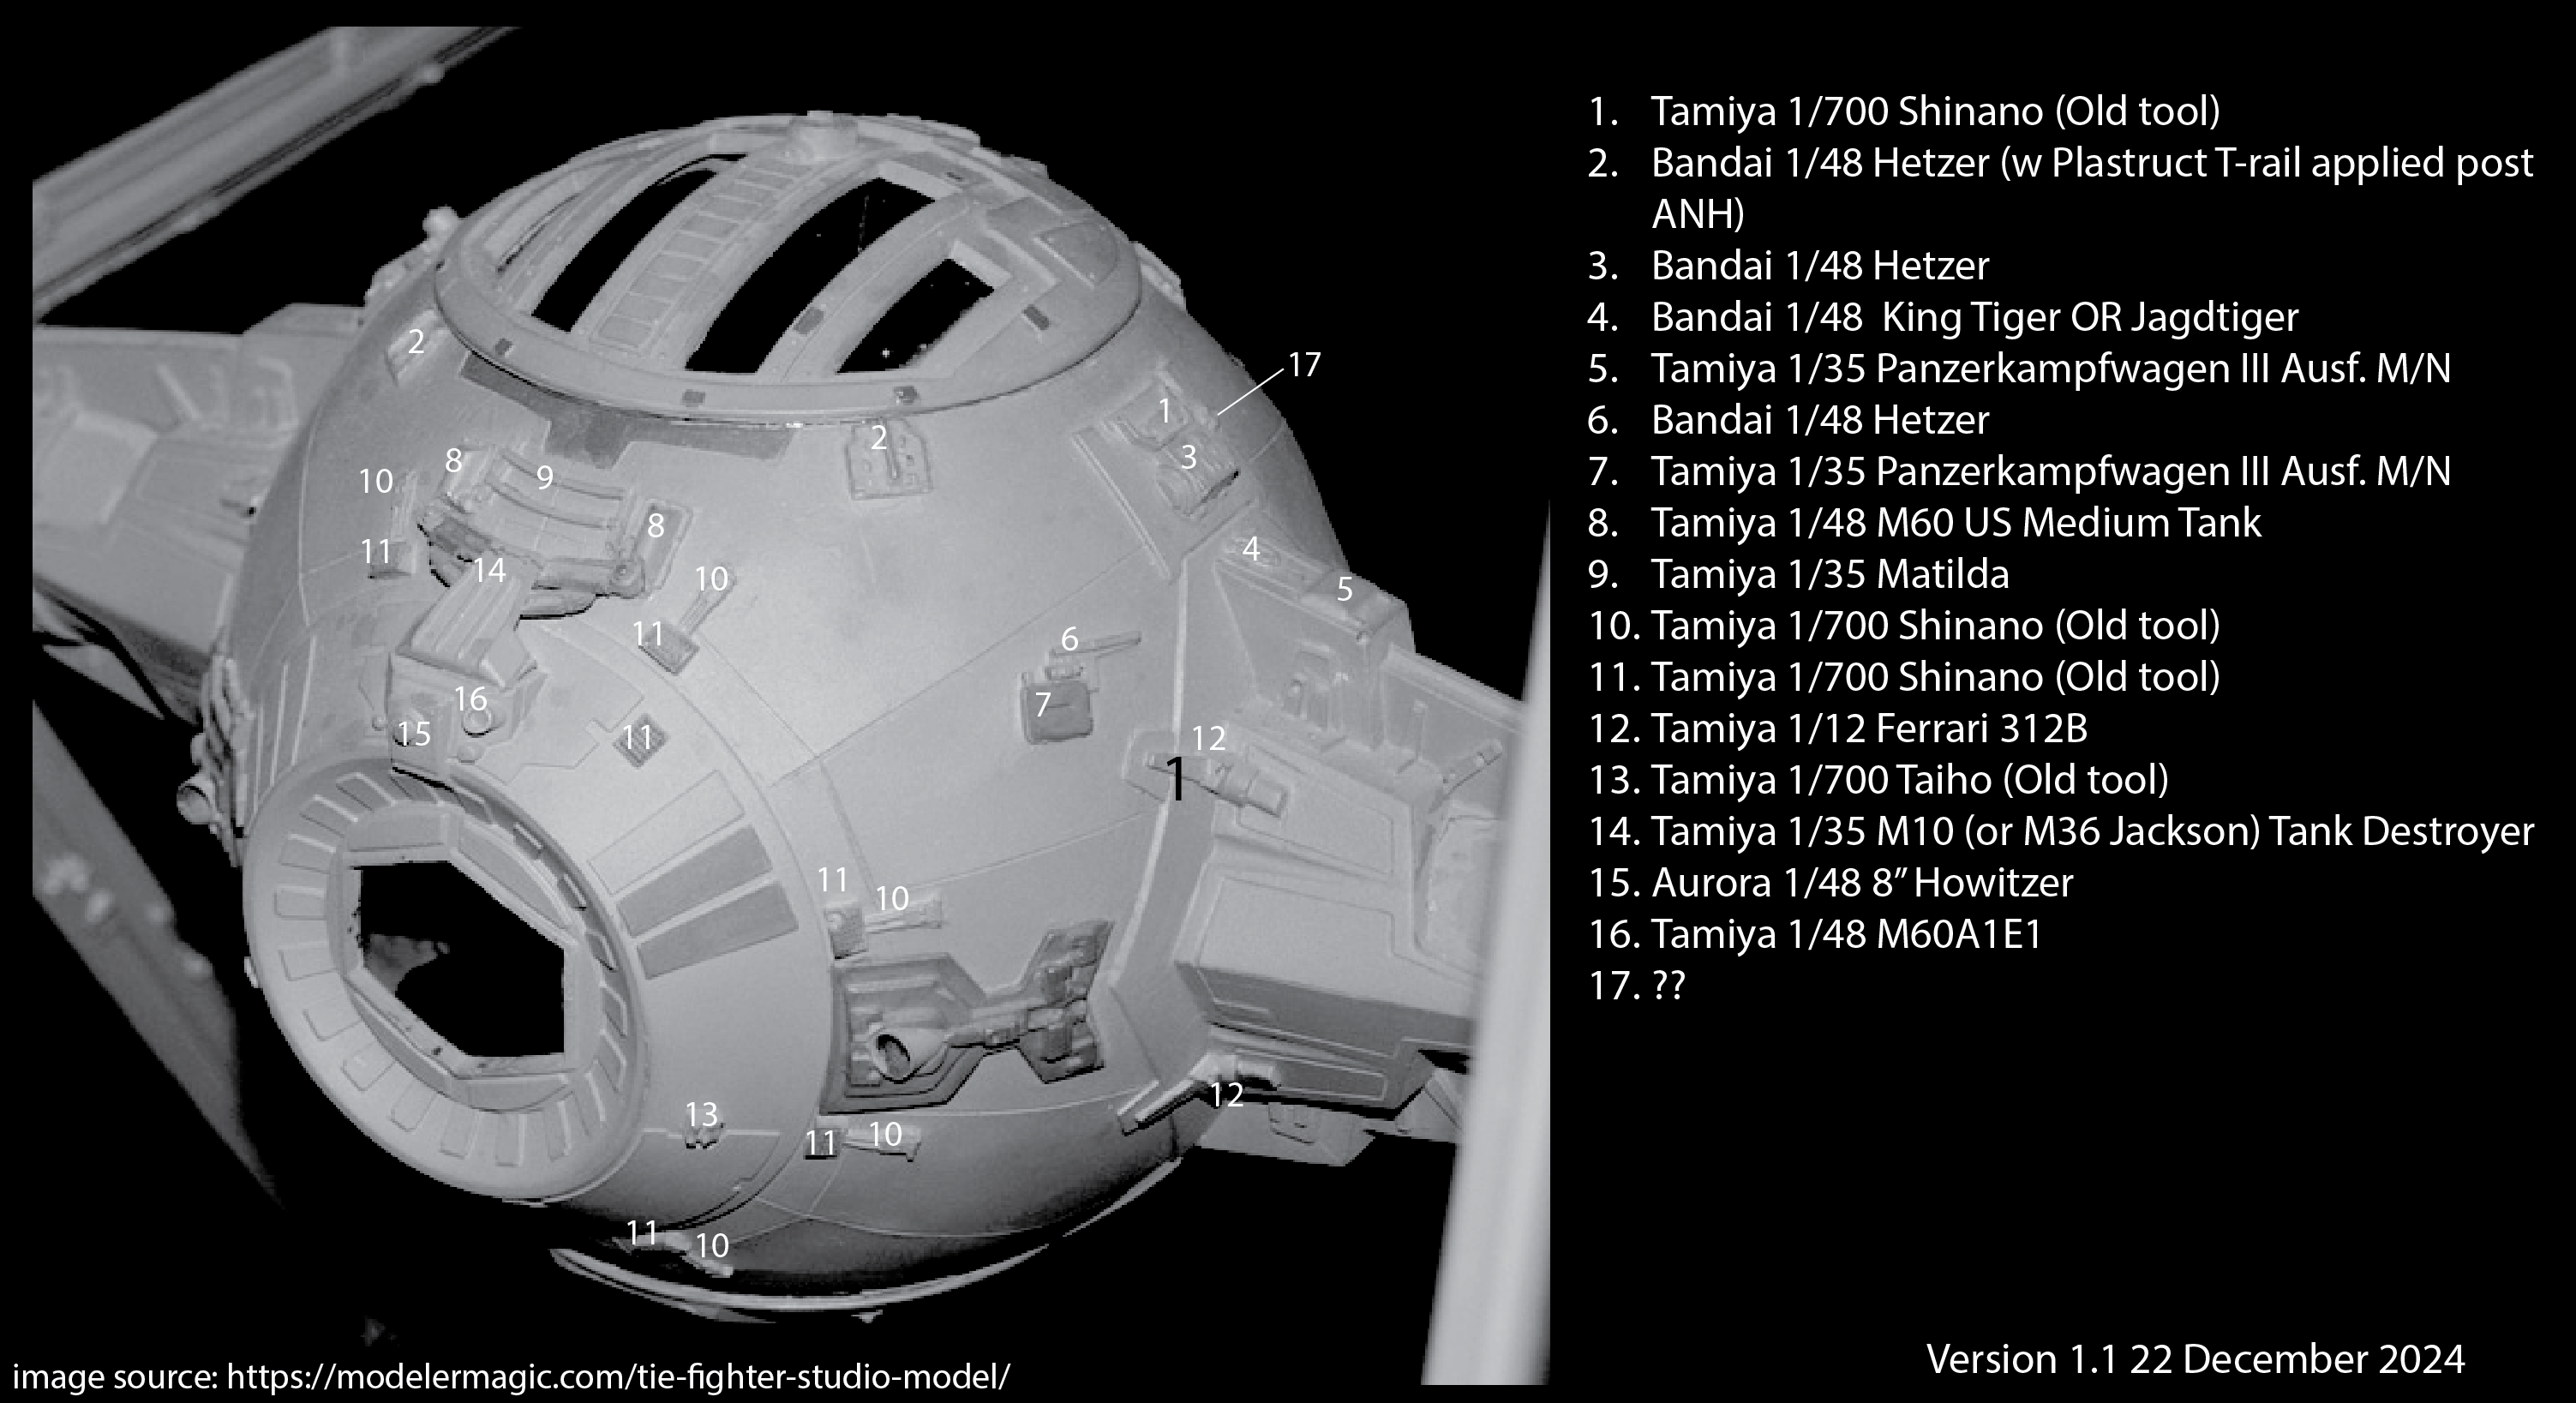 1. Tamiya 1/700 Shinano (Old tool)
2. Bandai 1/48 Hetzer (w Plastruct T-rail applied post
ANH)
3. Bandai 1/48 Hetzer
4. Bandai 1/48 King Tiger OR Jagdtiger
5. Tamiya 1/35 Panzerkampfwagen III Ausf. M/N
6. Bandai 1/48 Hetzer
7. Tamiya 1/35 Panzerkampfwagen III Ausf. M/N
8. Tamiya 1/48 M60 US Medium Tank
9. Tamiya 1/35 Matilda
10. Tamiya 1/700 Shinano (Old tool)
11. Tamiya 1/700 Shinano (Old tool)
12. Tamiya 1/12 Ferrari 312B
13. Tamiya 1/700 Taiho (Old tool)
14. Tamiya 1/35 M10 (or M36 Jackson) Tank Destroyer
15. Aurora 1/48 8” Howitzer
16. Tamiya 1/48 M60A1E1
17. ??
2
17
1
2
3
8
9
10
8
11
14
4
10
5
11
6
16
7
15
11
12
1
11
10
12
13
11
10
11
10
image source: https://modelermagic.com/tie-fighter-studio-model/
Version 1.1 22 December 2024